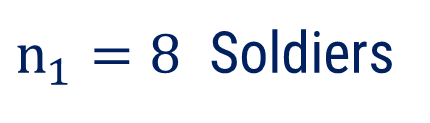 n₁ = 8 Soldiers